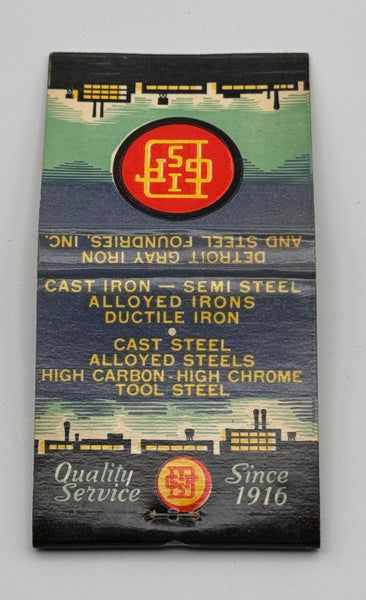 DETROIT GRAY IRON
AND STEEL FOUNDRIES, INC.
CAST IRON — SEMI STEEL
ALLOYED IRONS
DUCTILE IRON
•
CAST STEEL
ALLOYED STEELS
HIGH CARBON - HIGH CHROME
TOOL STEEL
Quality Service
Since 1916